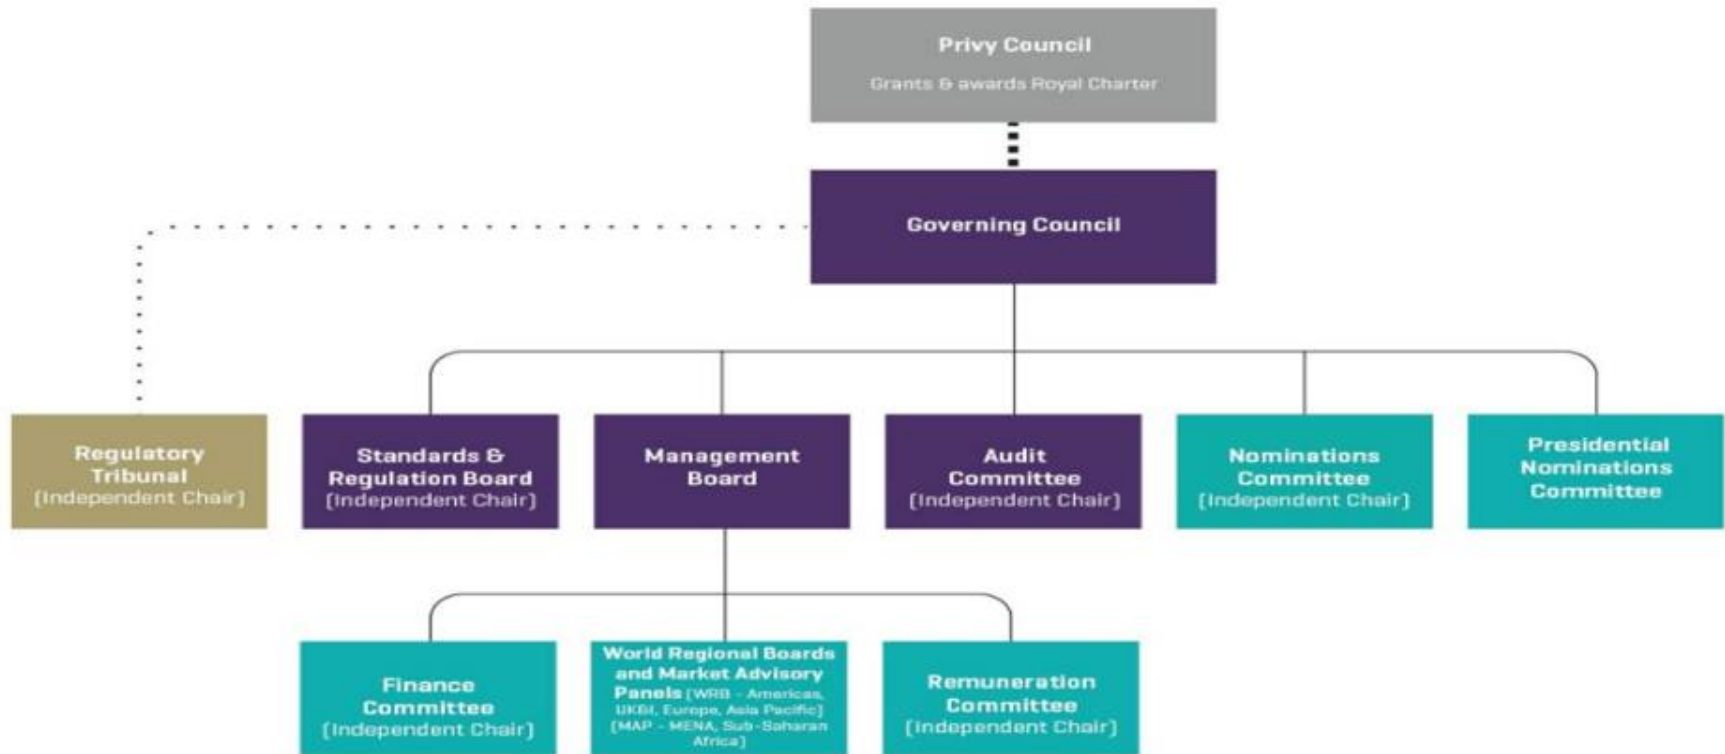 Privy Council
Grants & awards Royal Charter
Governing Council
Regulatory
Tribunal
(Independent Chair)
Standards &
Regulation Board
(Independent Chair)
Management
Board
Audit
Committee
(Independent Chair)
Nominations
Committee
(Independent Chair)
Presidential
Nominations
Committee
Finance
Committee
(Independent Chair)
World Regional Boards
and Market Advisory
Panels (WRB - Americas,
UK&I, Europe, Asia Pacific)
(MAP - MENA, Sub-Saharan
Africa)
Remuneration
Committee
(Independent Chair)